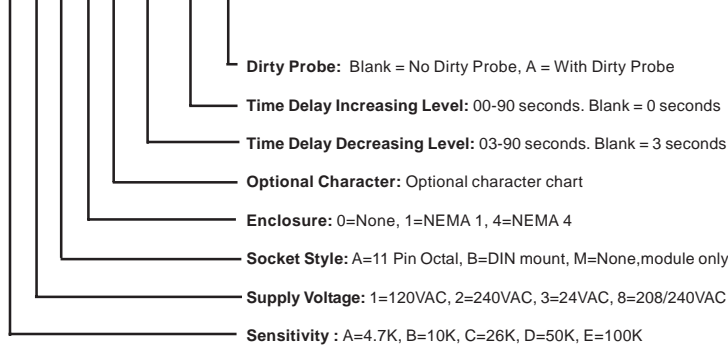 Dirty Probe: Blank = No Dirty Probe, A = With Dirty Probe
Time Delay Increasing Level: 00-90 seconds. Blank = 0 seconds
Time Delay Decreasing Level: 03-90 seconds. Blank = 3 seconds
Optional Character: Optional character chart
Enclosure: 0=None, 1=NEMA 1, 4=NEMA 4
Socket Style: A=11 Pin Octal, B=DIN mount, M=None,module only
Supply Voltage: 1=120VAC, 2=240VAC, 3=24VAC, 8=208/240VAC
Sensitivity : A=4.7K, B=10K, C=26K, D=50K, E=100K